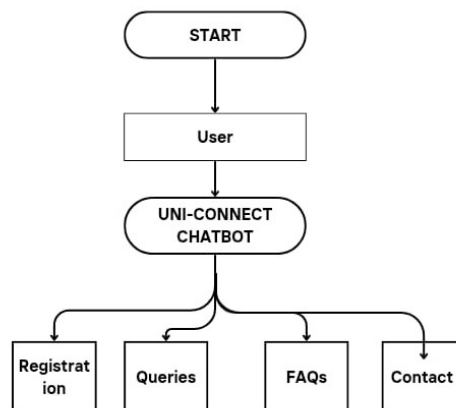 START
User
UNI-CONNECT
CHATBOT
Registrat
ion
Queries
FAQs
Contact